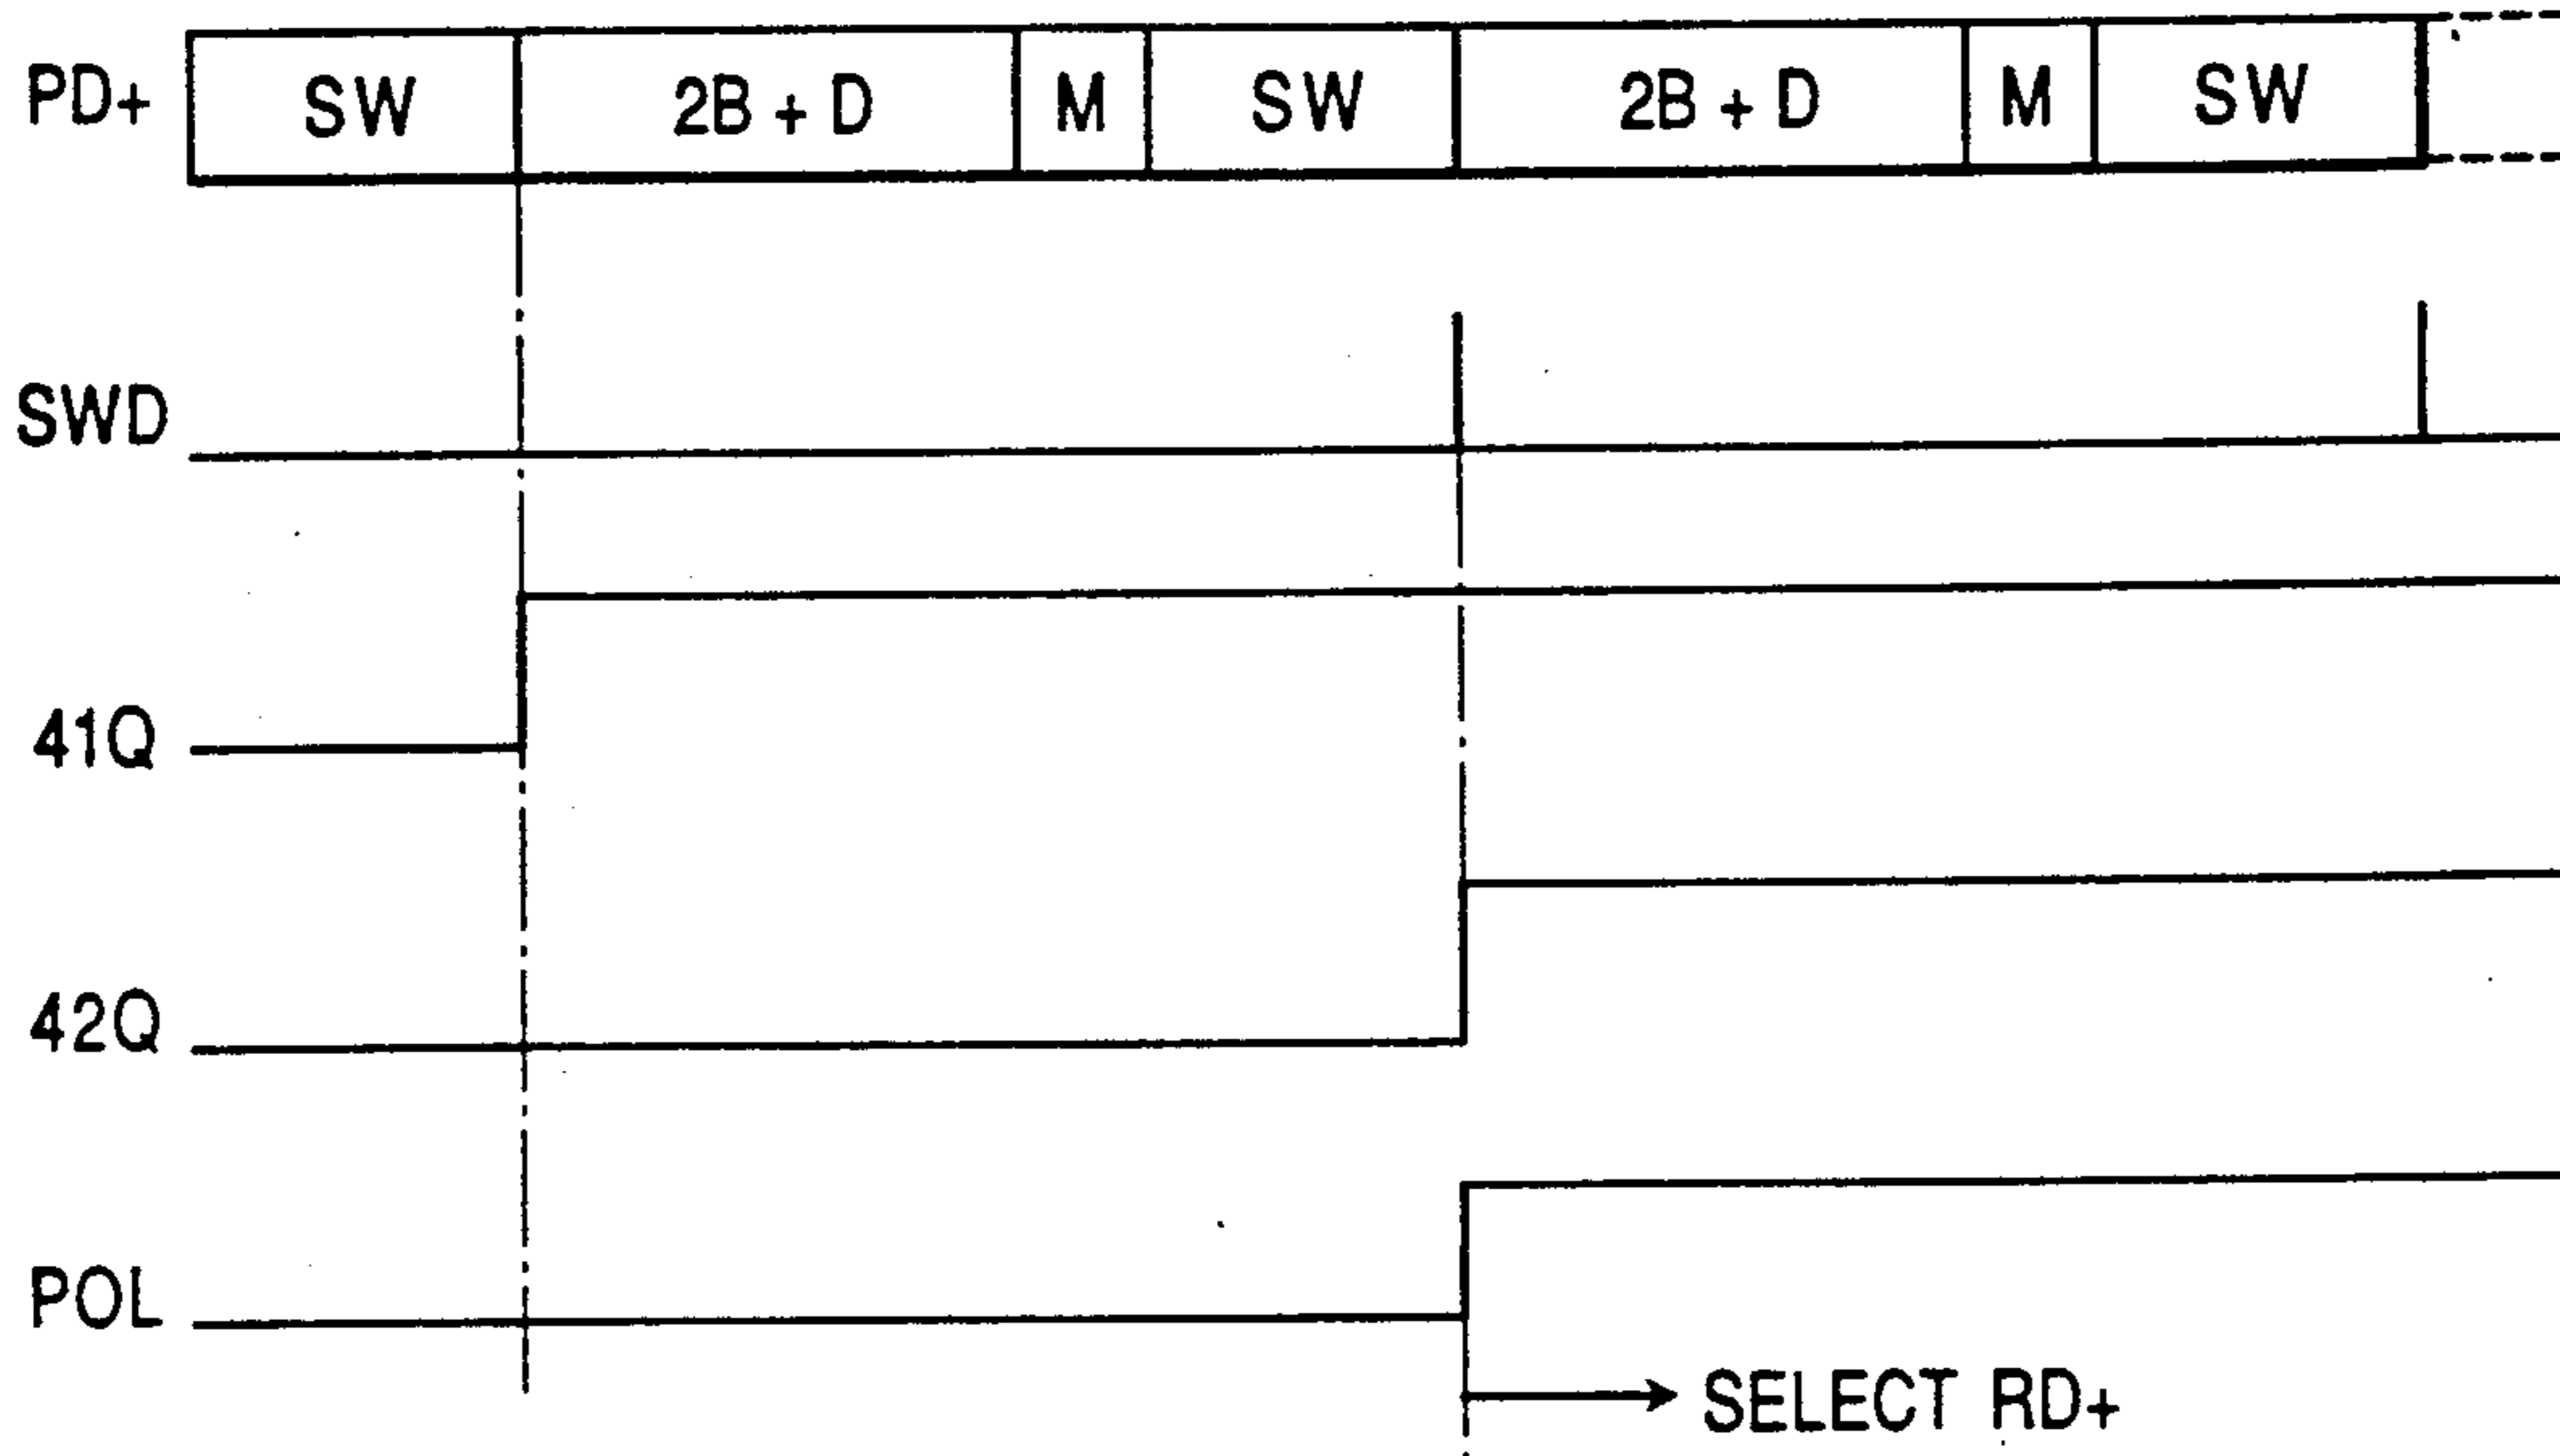 PD+ SW 2B + D M SW 2B + D M SW
SWD
41Q
42Q
POL
SELECT RD+